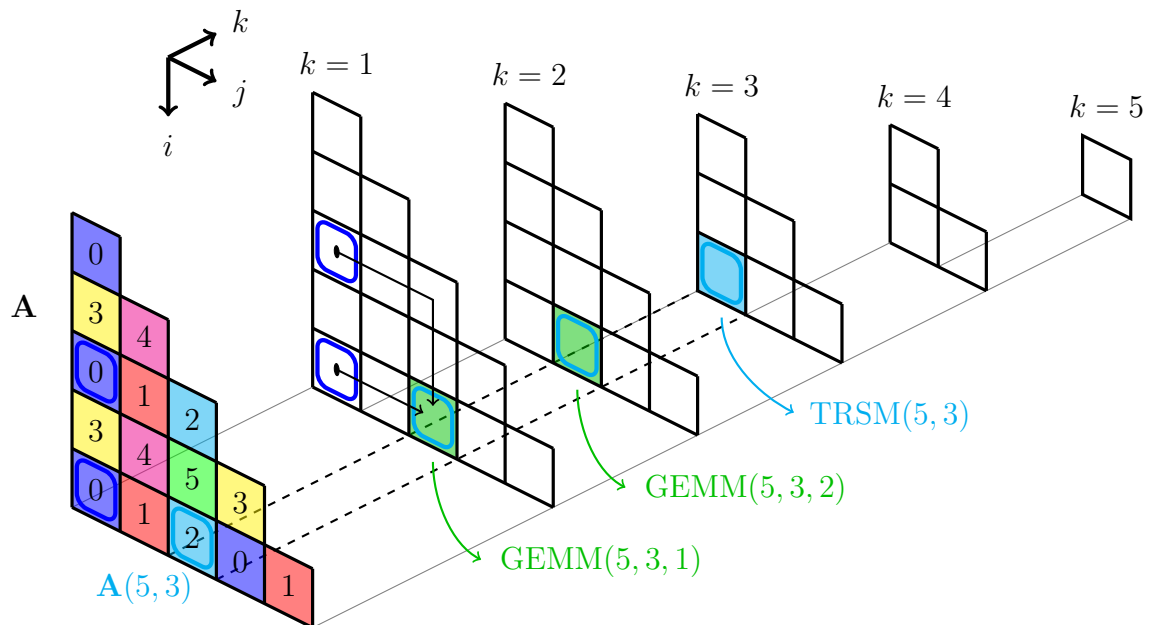 k
k = 1
k = 2
k = 3
k = 4
k = 5
j
i
A
0
3 4
0 1 2
3 4 5 3
0 1 2 0 1
TRSM(5, 3)
GEMM(5, 3, 2)
GEMM(5, 3, 1)
A(5, 3)